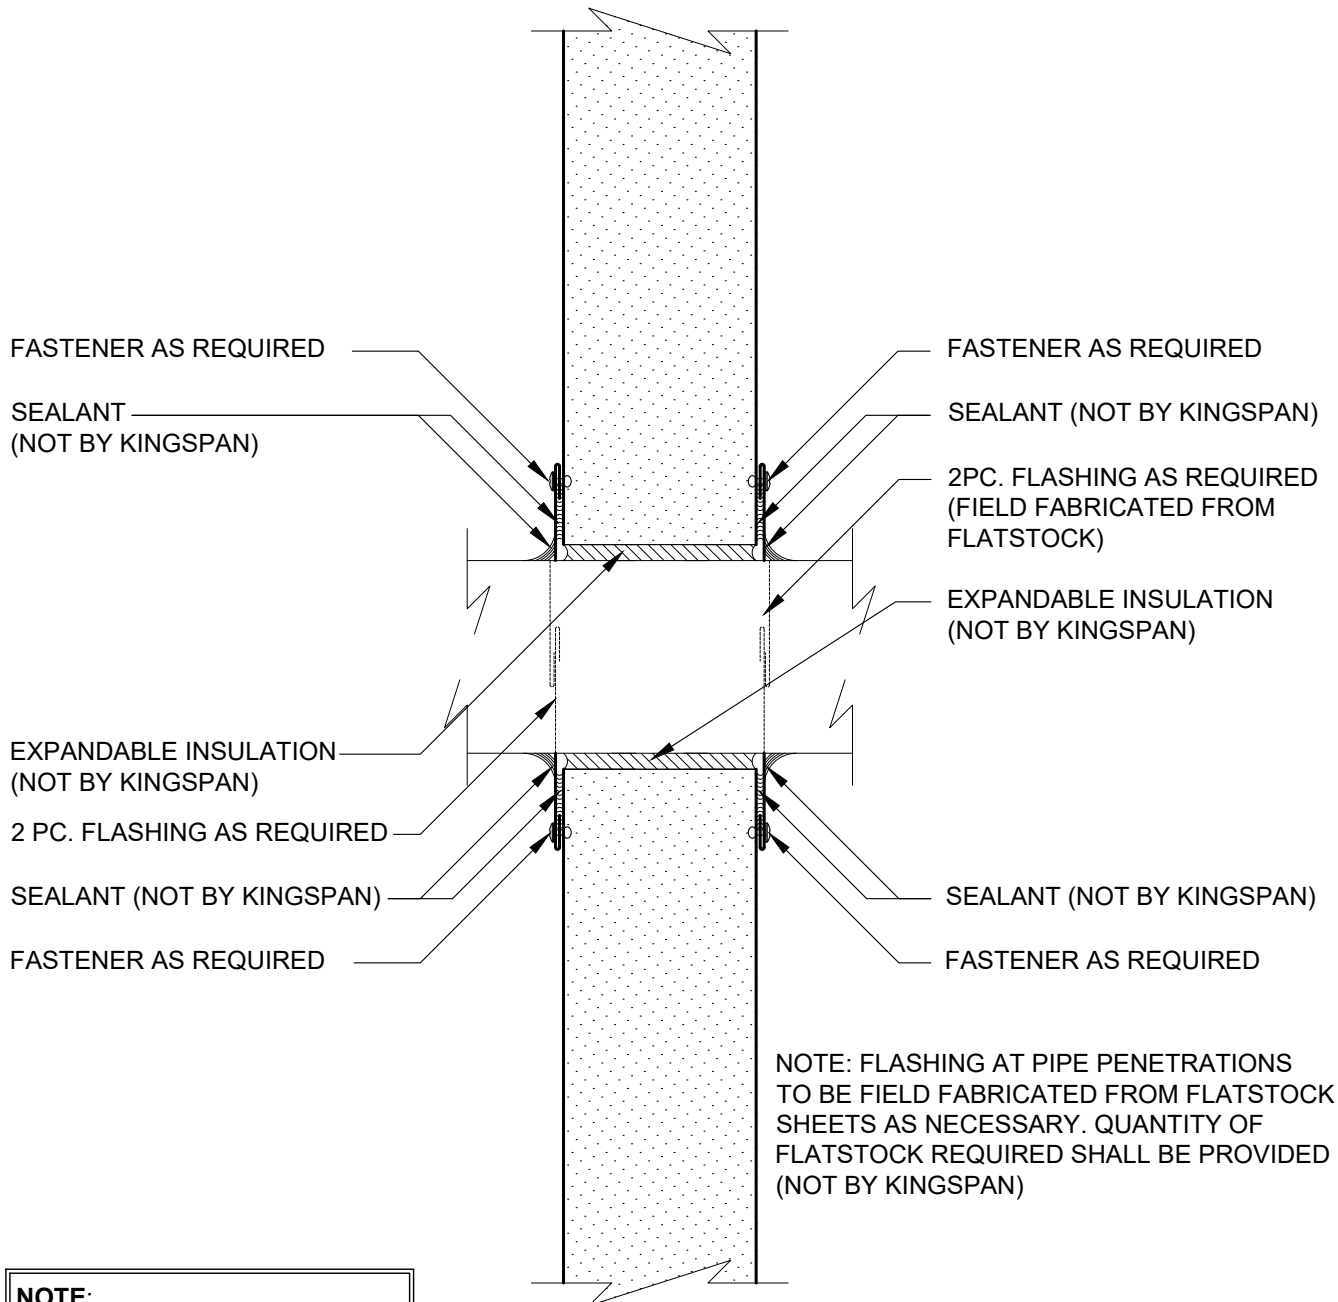 FASTENER AS REQUIRED
SEALANT
(NOT BY KINGSPAN)
EXPANDABLE INSULATION
(NOT BY KINGSPAN)
2 PC. FLASHING AS REQUIRED
SEALANT (NOT BY KINGSPAN)
FASTENER AS REQUIRED
FASTENER AS REQUIRED
SEALANT (NOT BY KINGSPAN)
2PC. FLASHING AS REQUIRED
(FIELD FABRICATED FROM
FLATSTOCK)
EXPANDABLE INSULATION
(NOT BY KINGSPAN)
SEALANT (NOT BY KINGSPAN)
FASTENER AS REQUIRED
NOTE: FLASHING AT PIPE PENETRATIONS
TO BE FIELD FABRICATED FROM FLATSTOCK
SHEETS AS NECESSARY. QUANTITY OF
FLATSTOCK REQUIRED SHALL BE PROVIDED
(NOT BY KINGSPAN)
NOTE: